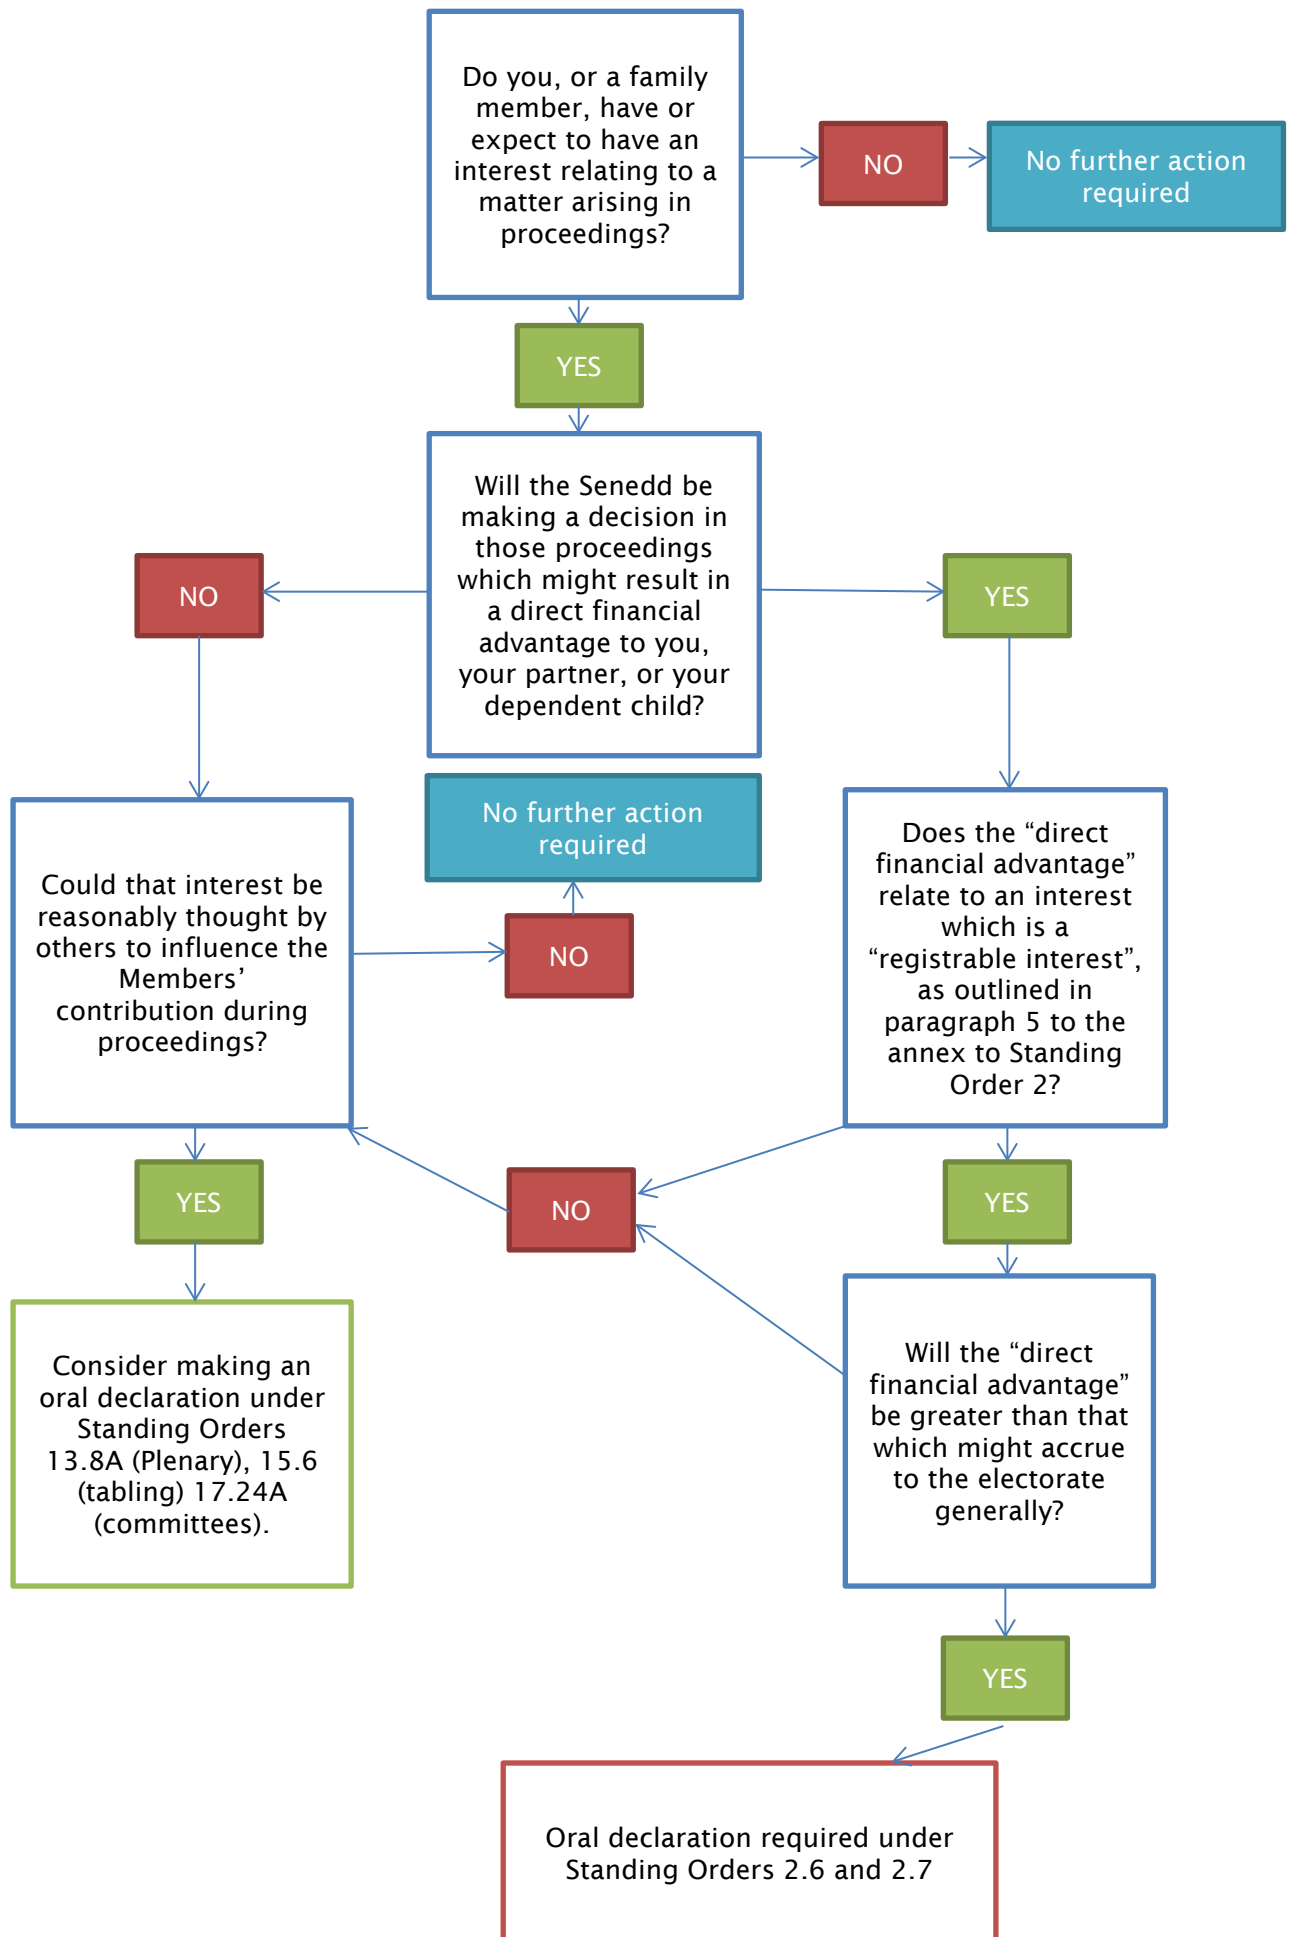 Do you, or a family
member, have or
expect to have an
interest relating to a
matter arising in
proceedings?
NO
No further action
required
YES
Will the Senedd be
making a decision in
those proceedings
which might result in
a direct financial
advantage to you,
your partner, or your
dependent child?
NO
YES
Could that interest be
reasonably thought by
others to influence the
Members’
contribution during
proceedings?
No further action
required
NO
Does the “direct
financial advantage”
relate to an interest
which is a
“registrable interest”,
as outlined in
paragraph 5 to the
annex to Standing
Order 2?
YES
NO
YES
Consider making an
oral declaration under
Standing Orders
13.8A (Plenary), 15.6
(tabling) 17.24A
(committees).
Will the “direct
financial advantage”
be greater than that
which might accrue
to the electorate
generally?
YES
Oral declaration required under
Standing Orders 2.6 and 2.7